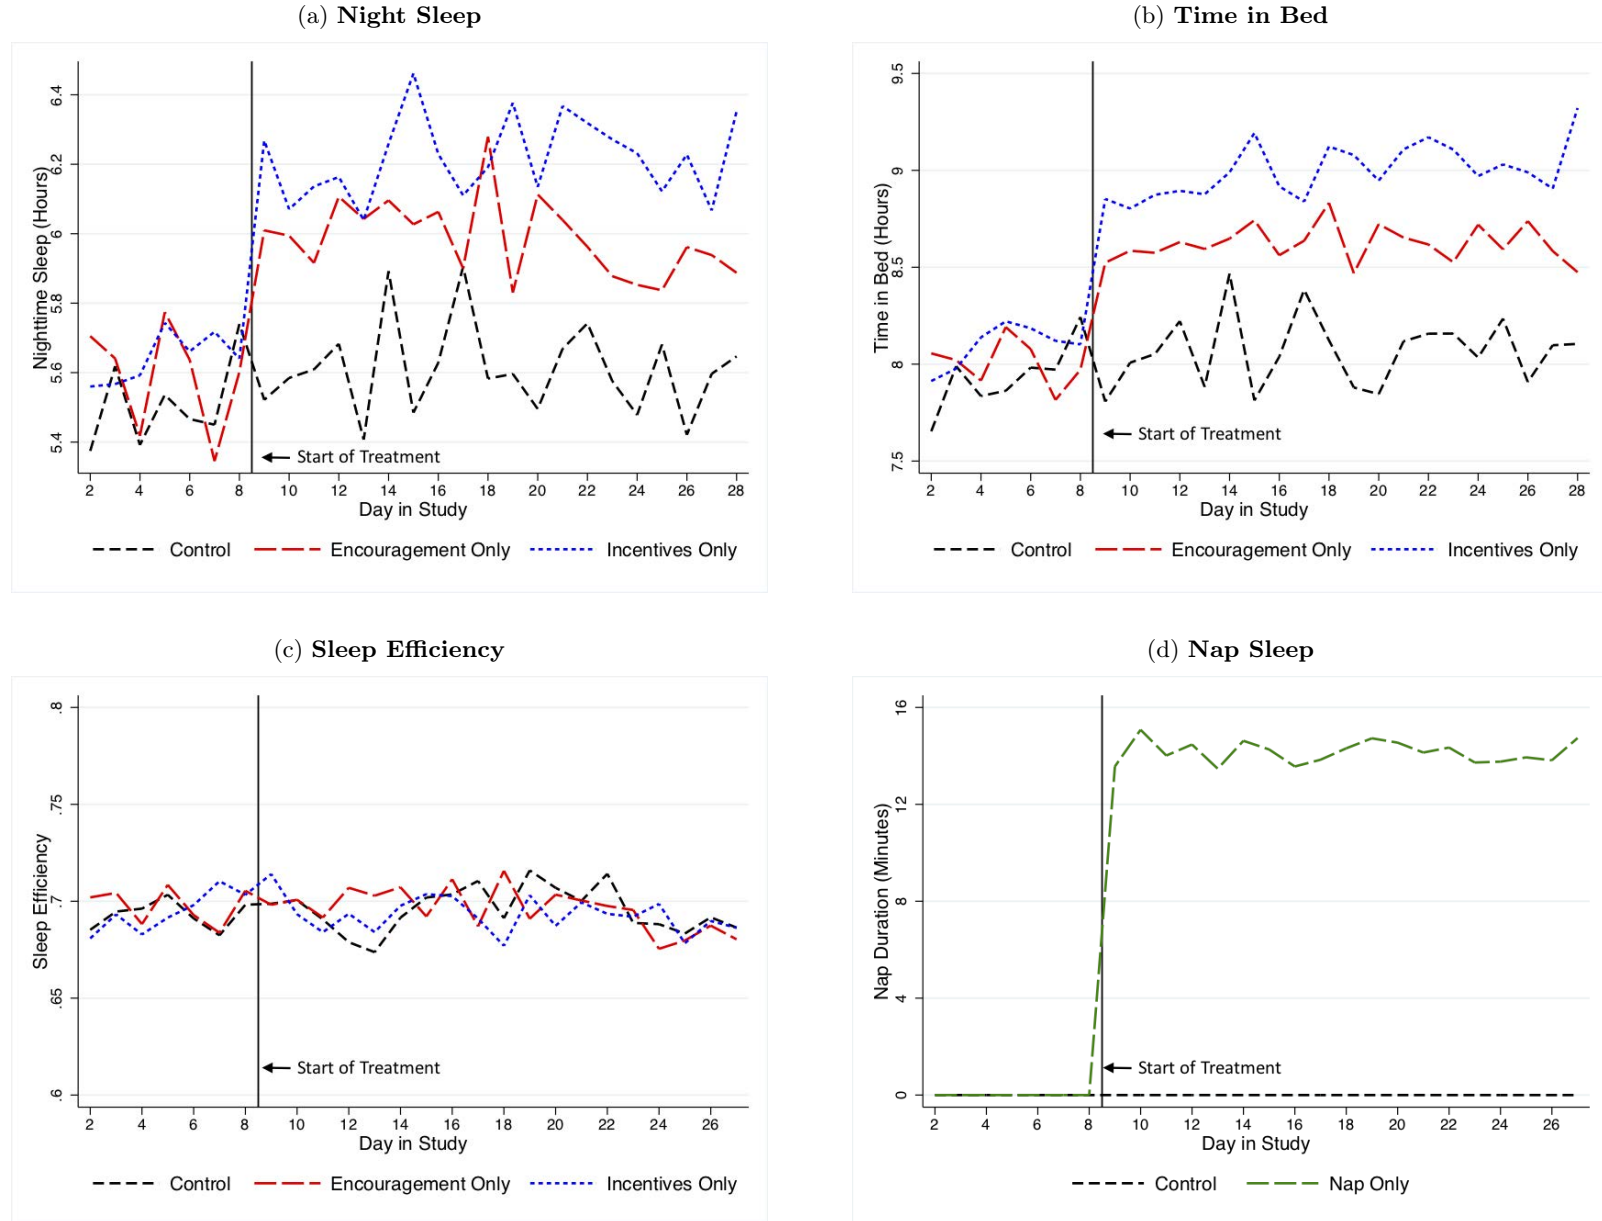 (a) Night Sleep
Nighttime Sleep (Hours)
6.4
6.2
6
5.8
5.6
5.4
Start of Treatment
2 4 6 8 10 12 14 16 18 20 22 24 26 28
Day in Study
Control Encouragement Only Incentives Only
(b) Time in Bed
Time in Bed (Hours)
9.5
9
8.5
8
7.5
Start of Treatment
2 4 6 8 10 12 14 16 18 20 22 24 26 28
Day in Study
Control Encouragement Only Incentives Only
(c) Sleep Efficiency
Sleep Efficiency
.8
.75
.7
.65
.6
Start of Treatment
2 4 6 8 10 12 14 16 18 20 22 24 26
Day in Study
Control Encouragement Only Incentives Only
(d) Nap Sleep
Nap Duration (Minutes)
16
12
8
4
0
Start of Treatment
2 4 6 8 10 12 14 16 18 20 22 24 26
Day in Study
Control Nap Only